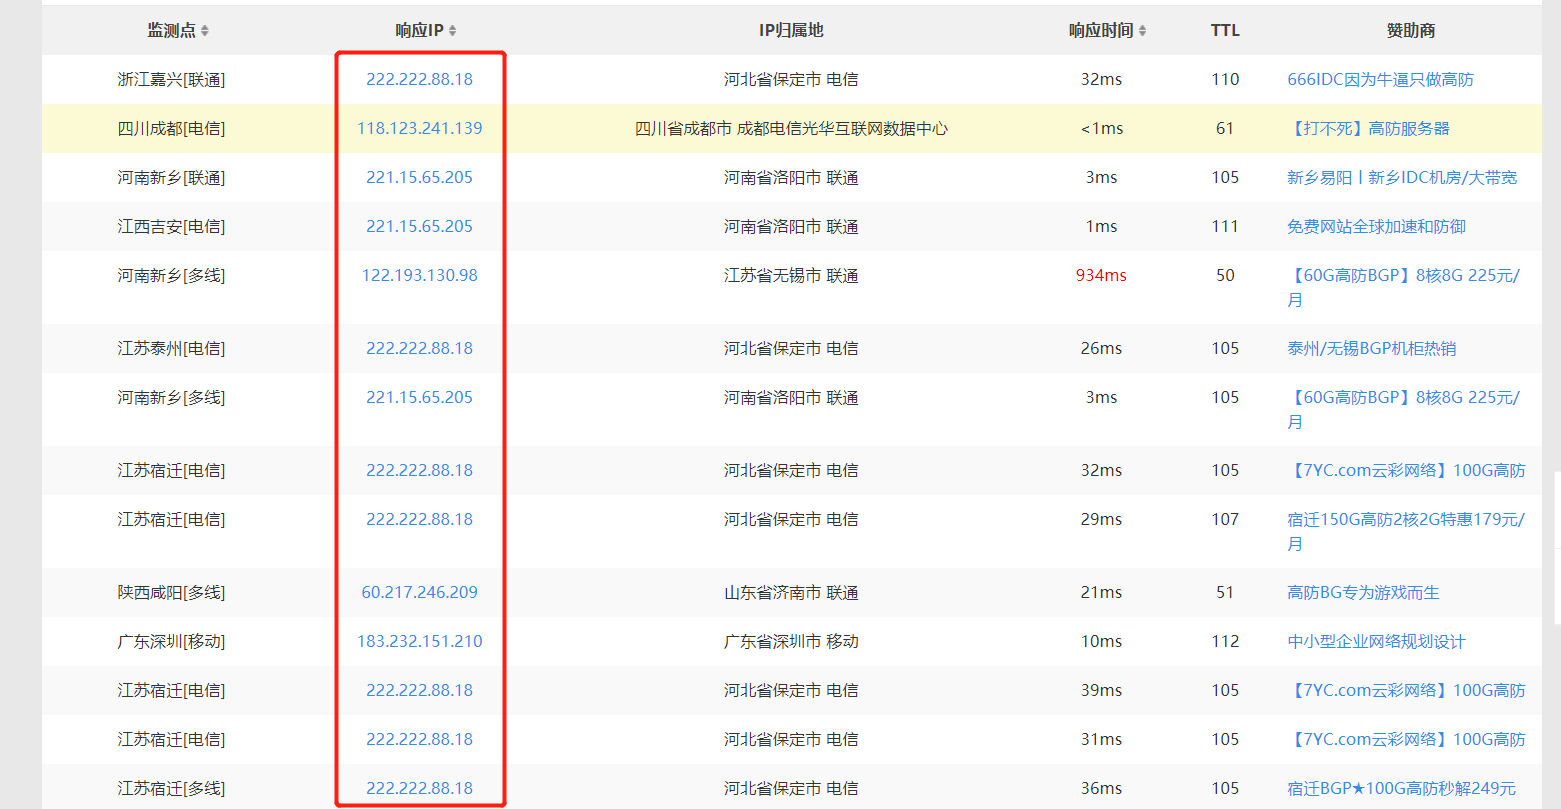 监测点 响应IP IP归属地 响应时间 TTL 赞助商
浙江嘉兴[联通] 222.222.88.18 河北省保定市 电信 32ms 110 666IDC因为牛逼只做高防
四川成都[电信] 118.123.241.139 四川省成都市 成都电信光华互联网数据中心 <1ms 61 【打不死】高防服务器
河南新乡[联通] 221.15.65.205 河南省洛阳市 联通 3ms 105 新乡易阳丨新乡IDC机房/大带宽
江西吉安[电信] 221.15.65.205 河南省洛阳市 联通 1ms 111 免费网站全球加速和防御
河南新乡[多线] 122.193.130.98 江苏省无锡市 联通 934ms 50 【60G高防BGP】8核8G 225元/
月
江苏泰州[电信] 222.222.88.18 河北省保定市 电信 26ms 105 泰州/无锡BGP机柜热销
河南新乡[多线] 221.15.65.205 河南省洛阳市 联通 3ms 105 【60G高防BGP】8核8G 225元/
月
江苏宿迁[电信] 222.222.88.18 河北省保定市 电信 32ms 105 【7YC.com云彩网络】100G高防
江苏宿迁[电信] 222.222.88.18 河北省保定市 电信 29ms 107 宿迁150G高防2核2G特惠179元/
月
陕西咸阳[多线] 60.217.246.209 山东省济南市 联通 21ms 51 高防BG专为游戏而生
广东深圳[移动] 183.232.151.210 广东省深圳市 移动 10ms 112 中小型企业网络规划设计
江苏宿迁[电信] 222.222.88.18 河北省保定市 电信 39ms 105 【7YC.com云彩网络】100G高防
江苏宿迁[电信] 222.222.88.18 河北省保定市 电信 31ms 105 【7YC.com云彩网络】100G高防
江苏宿迁[多线] 222.222.88.18 河北省保定市 电信 36ms 105 宿迁BGP★100G高防秒解249元